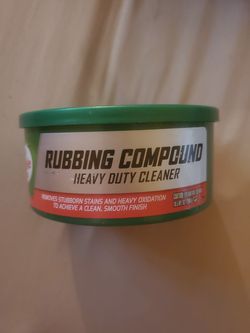 RUBBING COMPOUND
HEAVY DUTY CLEANER
REMOVES STUBBORN STAINS AND HEAVY OXIDATION
TO ACHIEVE A CLEAN, SMOOTH FINISH